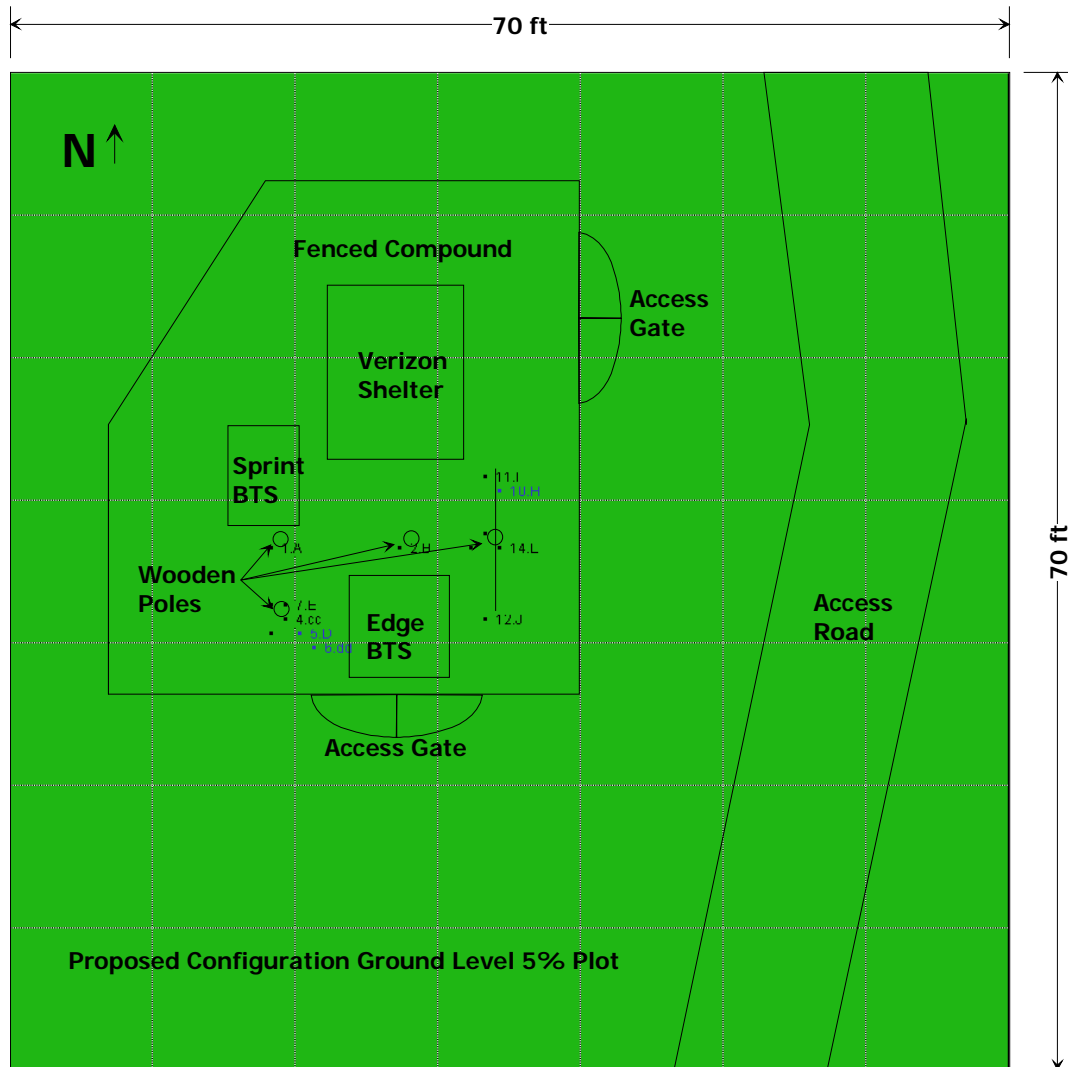 70 ft
N
Fenced Compound
Access
Gate
Verizon
Shelter
Sprint
BTS
11.I
10.H
1.A
14.L
Wooden
Poles
7.E
4.cc
5.D
6.dd
12.J
Edge
BTS
Access
Road
70 ft
Access Gate
Proposed Configuration Ground Level 5% Plot